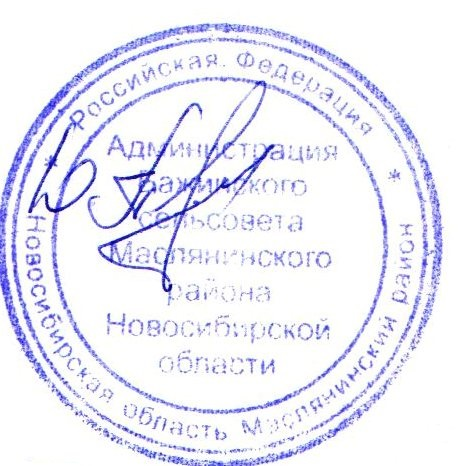 Российская Федерация
* Новосибирская область Маслянинский район *
Администрация
Бажинского
сельсовета
Маслянинского
района
Новосибирской
области